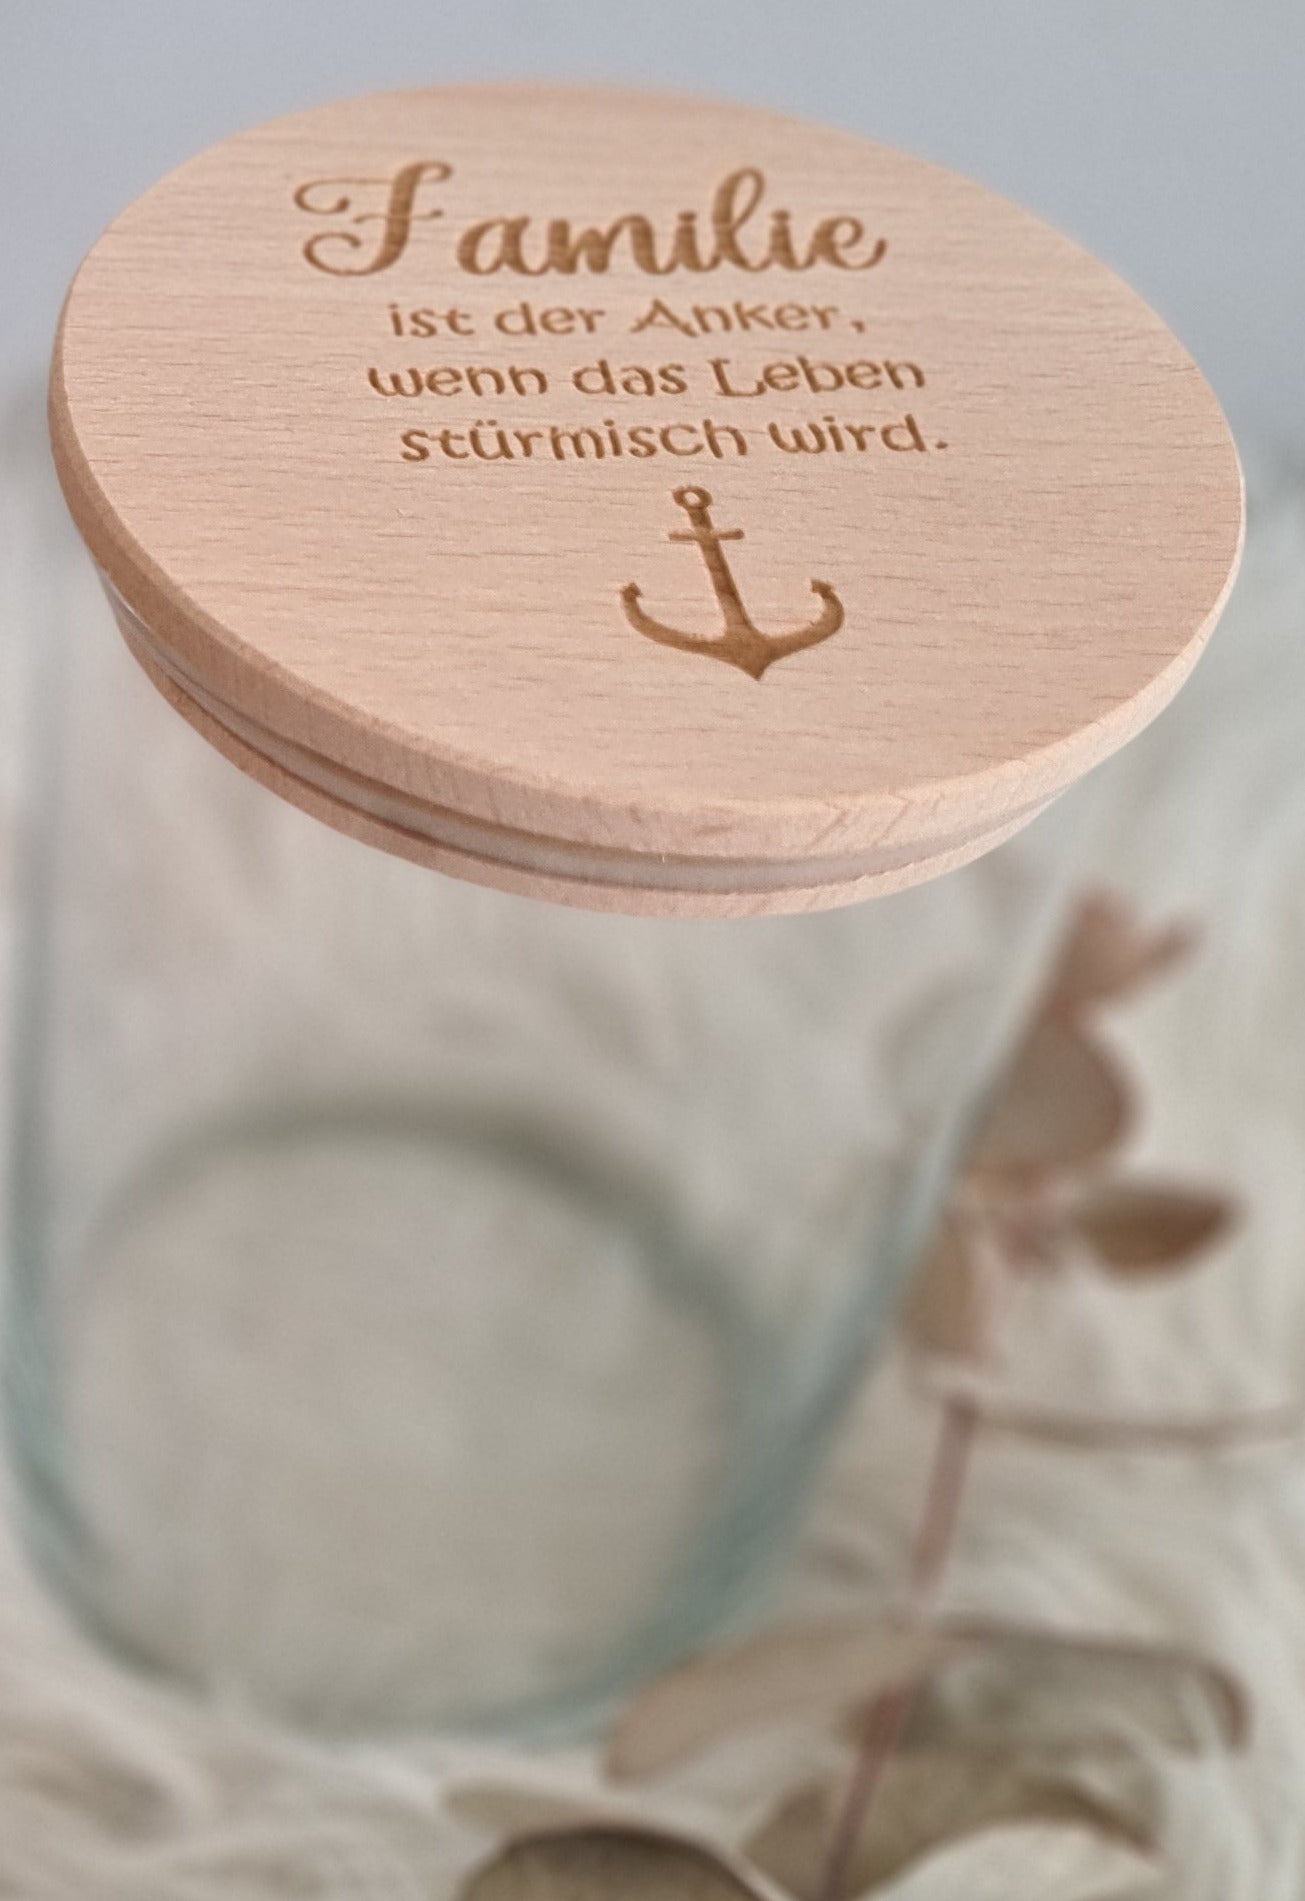 Familie
ist der Anker,
wenn das Leben
stürmisch wird.